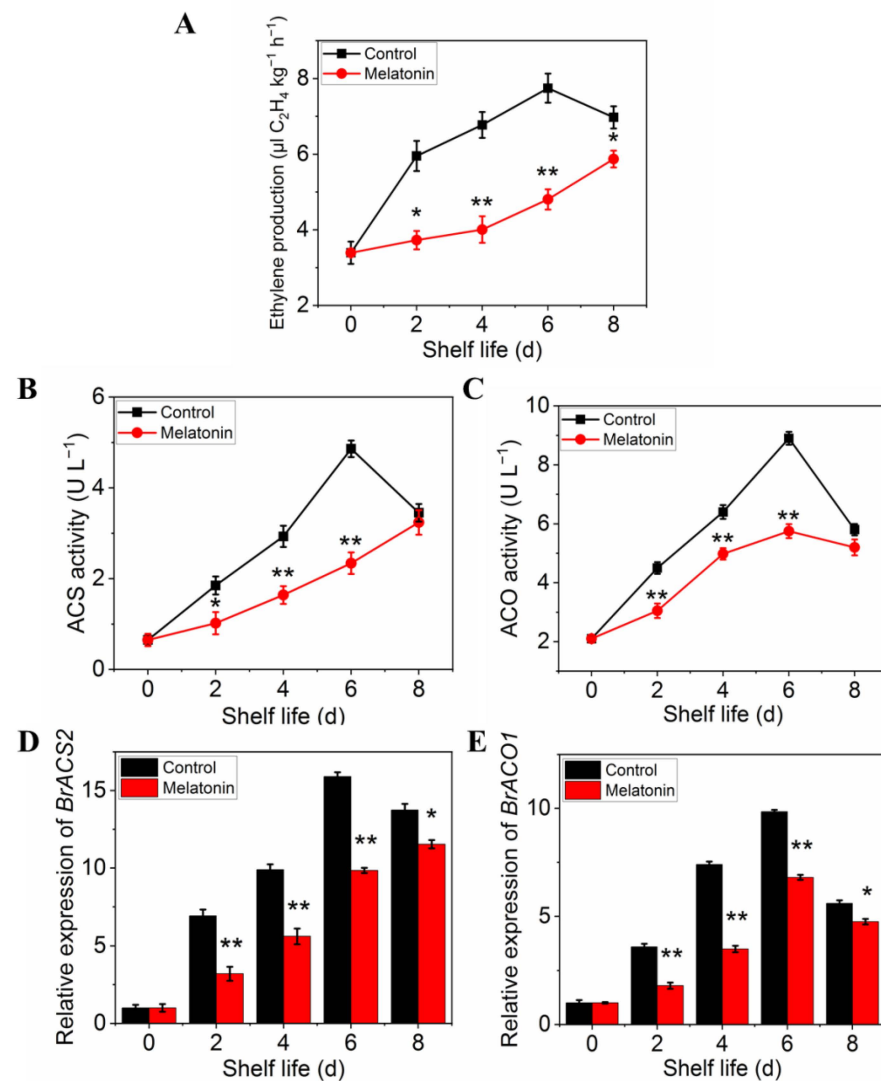 A
Control
Melatonin
Ethylene production (µl C₂H₄ kg⁻¹ h⁻¹)
8
6
4
2
*
**
**
*
0 2 4 6 8
Shelf life (d)
B
Control
Melatonin
ACS activity (U L⁻¹)
6
4
2
0
*
**
**
0 2 4 6 8
Shelf life (d)
C
Control
Melatonin
ACO activity (U L⁻¹)
10
8
6
4
2
**
**
**
0 2 4 6 8
Shelf life (d)
D
Control
Melatonin
Relative expression of BrACS2
15
10
5
0
**
**
**
*
0 2 4 6 8
Shelf life (d)
E
Control
Melatonin
Relative expression of BrACO1
10
5
0
**
**
**
*
0 2 4 6 8
Shelf life (d)